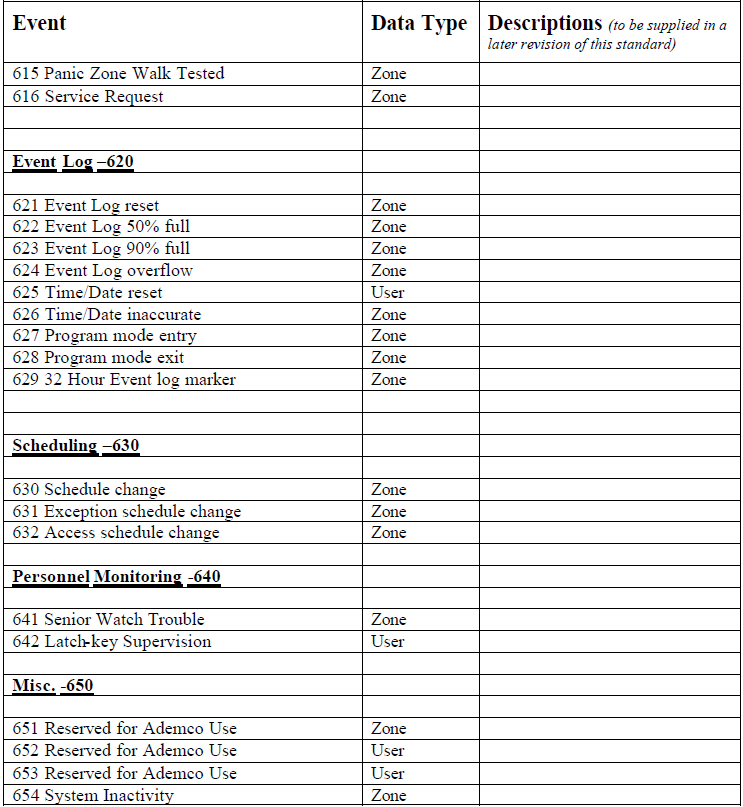 Event Data Type Descriptions (to be supplied in a
later revision of this standard)
615 Panic Zone Walk Tested Zone
616 Service Request Zone
Event Log –620
621 Event Log reset Zone
622 Event Log 50% full Zone
623 Event Log 90% full Zone
624 Event Log overflow Zone
625 Time/Date reset User
626 Time/Date inaccurate Zone
627 Program mode entry Zone
628 Program mode exit Zone
629 32 Hour Event log marker Zone
Scheduling –630
630 Schedule change Zone
631 Exception schedule change Zone
632 Access schedule change Zone
Personnel Monitoring -640
641 Senior Watch Trouble Zone
642 Latch-key Supervision User
Misc. -650
651 Reserved for Ademco Use Zone
652 Reserved for Ademco Use User
653 Reserved for Ademco Use User
654 System Inactivity Zone